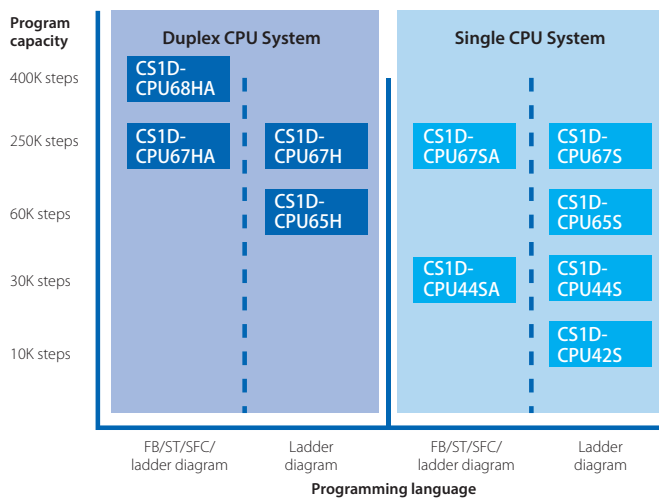 Program
capacity
Duplex CPU System
Single CPU System
400K steps
CS1D-
CPU68HA
250K steps
CS1D-
CPU67HA
CS1D-
CPU67H
CS1D-
CPU67SA
CS1D-
CPU67S
60K steps
CS1D-
CPU65H
CS1D-
CPU65S
30K steps
CS1D-
CPU44SA
CS1D-
CPU44S
10K steps
CS1D-
CPU42S
FB/ST/SFC/
ladder diagram
Ladder
diagram
FB/ST/SFC/
ladder diagram
Ladder
diagram
Programming language